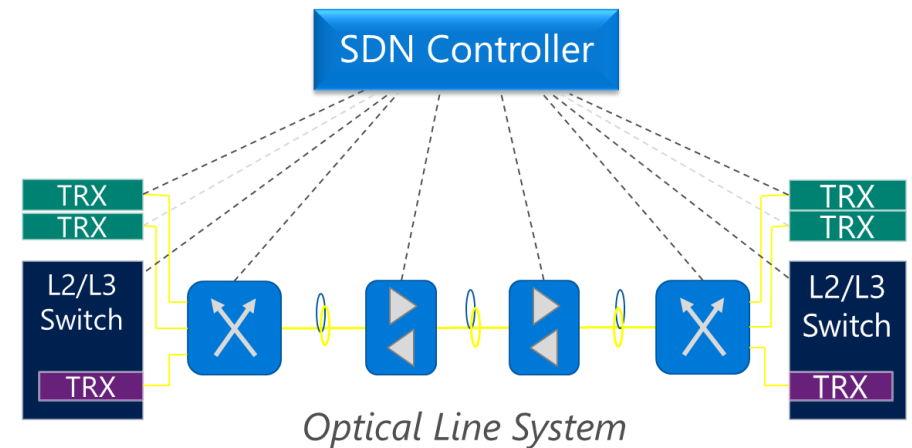 SDN Controller
TRX
TRX
TRX
TRX
L2/L3
Switch
L2/L3
Switch
TRX
TRX
Optical Line System